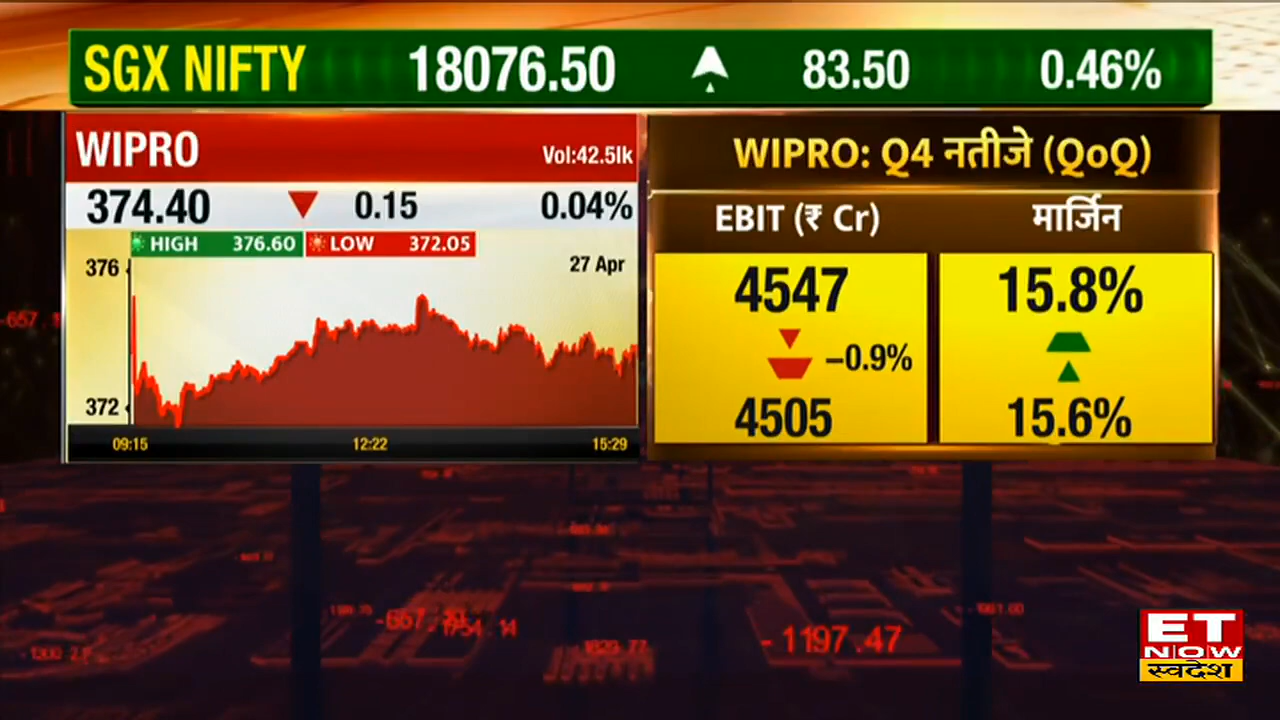 SGX NIFTY 18076.50 83.50 0.46%
WIPRO Vol:42.5lk
374.40 0.15 0.04%
HIGH 376.60 LOW 372.05
27 Apr
376
372
09:15 12:22 15:29
WIPRO: Q4 नतीजे (QoQ)
EBIT (₹ Cr) मार्जिन
4547 15.8%
–0.9%
4505 15.6%
-657.1
- 1197.47
ET
NOW
स्वदेश